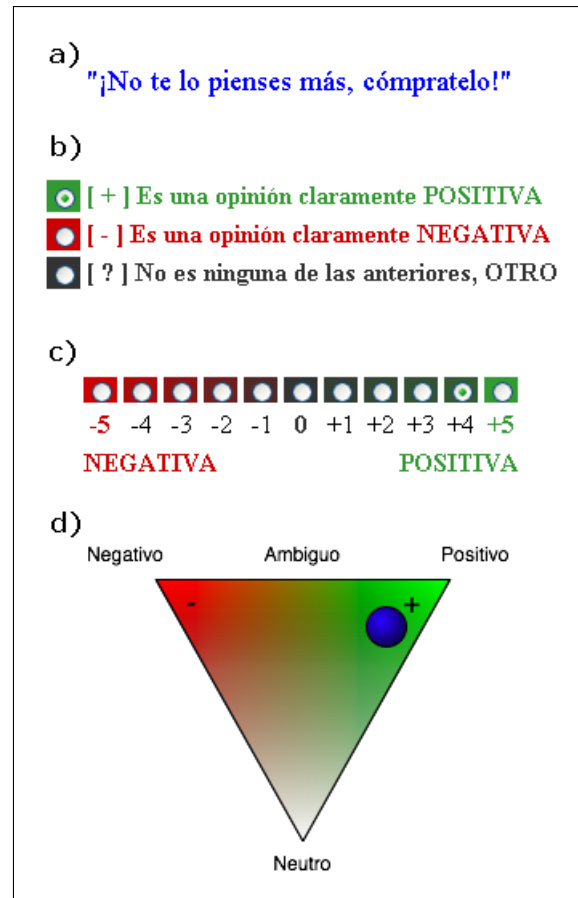 a)
"¡No te lo pienses más, cómpratelo!"
b)
[ + ] Es una opinión claramente POSITIVA
[ - ] Es una opinión claramente NEGATIVA
[ ? ] No es ninguna de las anteriores, OTRO
c)
-5 -4 -3 -2 -1 0 +1 +2 +3 +4 +5
NEGATIVA POSITIVA
d)
Negativo Ambiguo Positivo
- +
Neutro